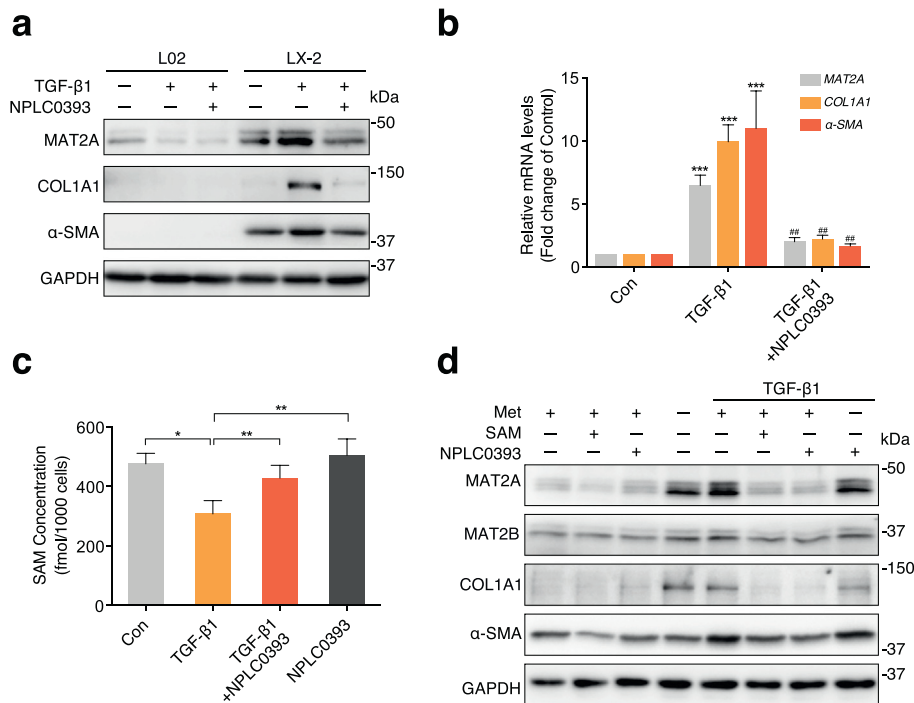 a
L02 LX-2
TGF-β1 – + + – + +
NPLC0393 – – + – – + kDa
MAT2A -50
COL1A1 -150
α-SMA -37
GAPDH -37
b
Relative mRNA levels
(Fold change of Control)
15
10
5
0
*** *** ***
## ## ##
MAT2A
COL1A1
α-SMA
Con
TGF-β1
TGF-β1
+NPLC0393
c
SAM Concentration
(fmol/1000 cells)
600
400
200
0
**
* **
Con
TGF-β1
TGF-β1
+NPLC0393
NPLC0393
d
TGF-β1
Met + + + – + + + –
SAM – + – – – + – –
NPLC0393 – – + – – – + + kDa
MAT2A -50
MAT2B -37
COL1A1 -150
α-SMA -37
GAPDH -37